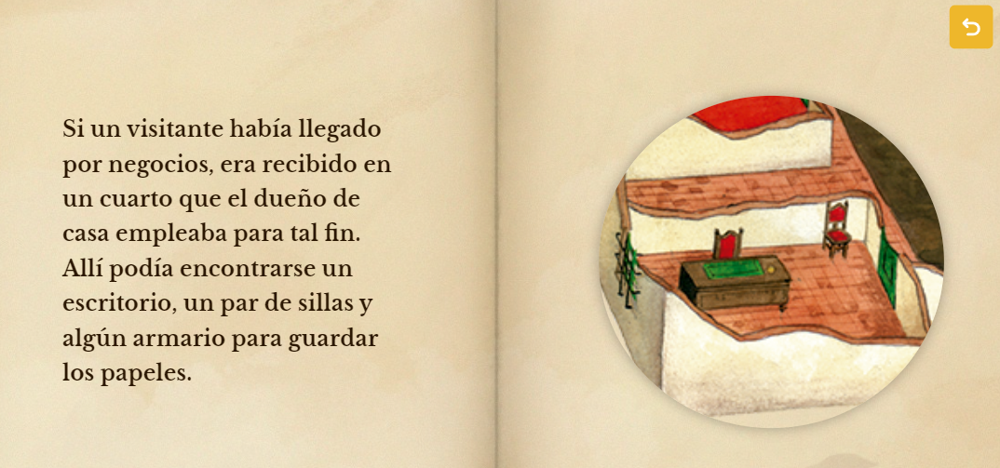 Si un visitante había llegado
por negocios, era recibido en
un cuarto que el dueño de
casa empleaba para tal fin.
Allí podía encontrarse un
escritorio, un par de sillas y
algún armario para guardar
los papeles.